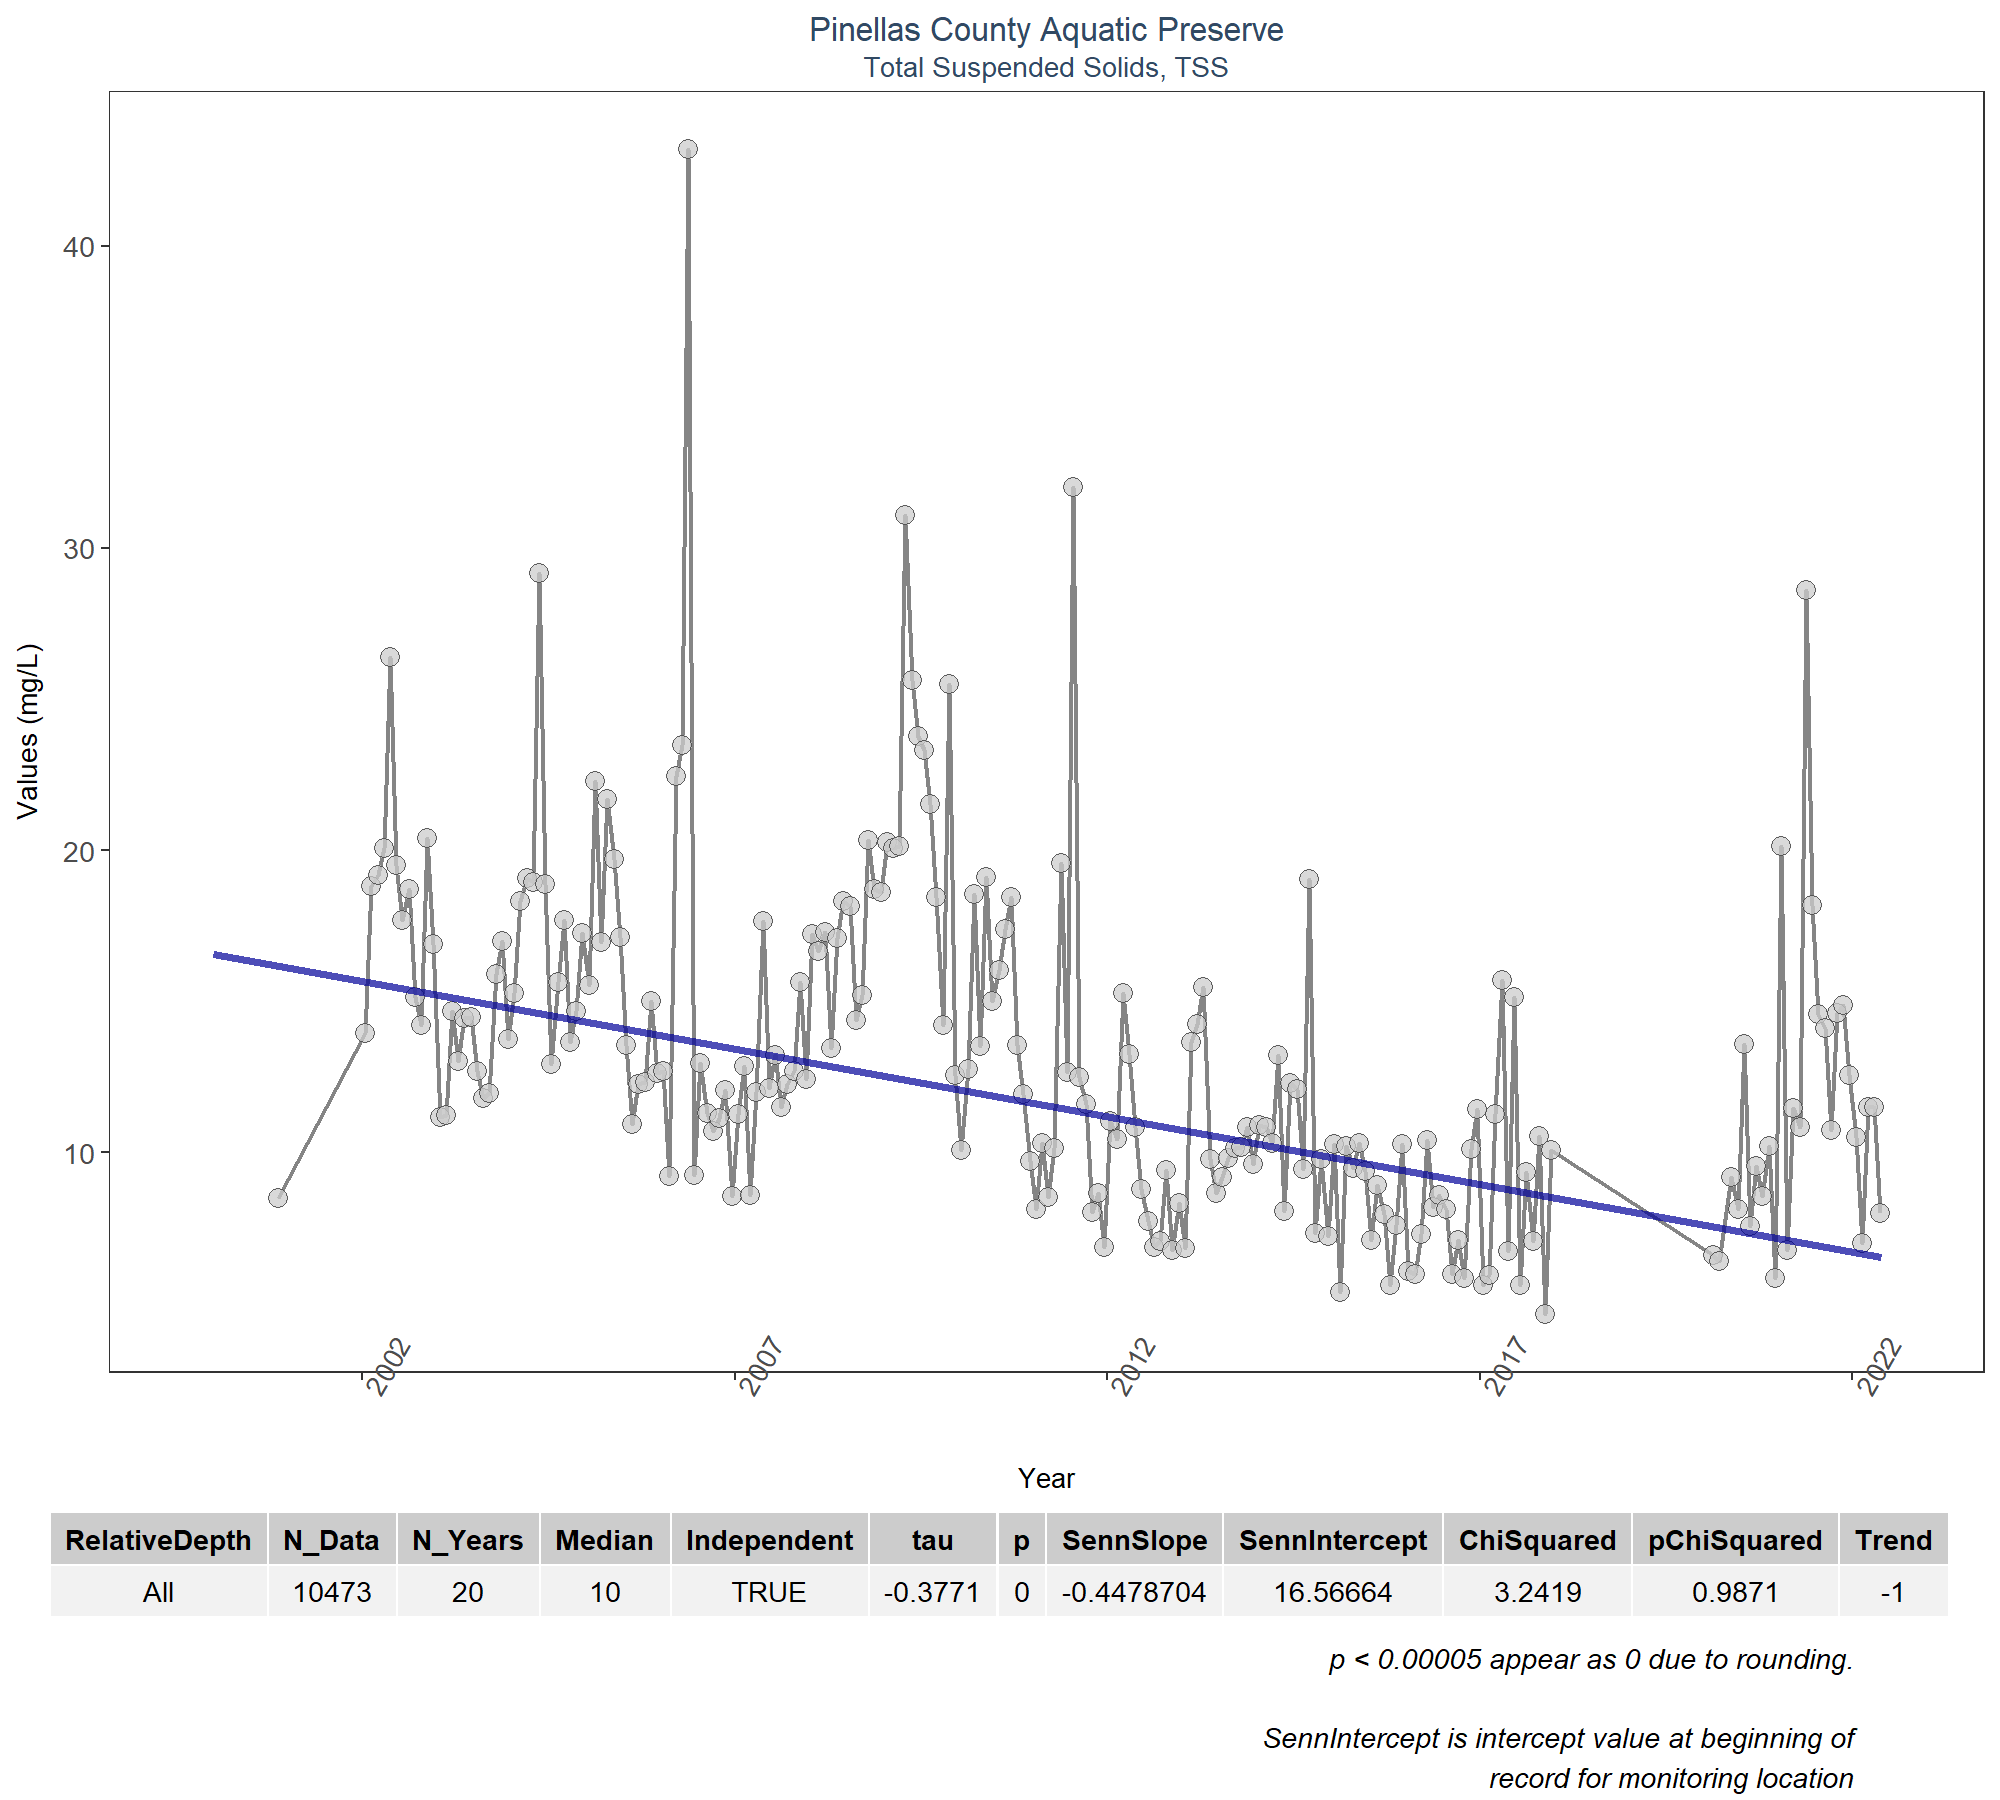 Pinellas County Aquatic Preserve
Total Suspended Solids, TSS
Values (mg/L)
40
30
20
10
2002
2007
2012
2017
2022
Year
RelativeDepth N_Data N_Years Median Independent tau p SennSlope SennIntercept ChiSquared pChiSquared Trend
All 10473 20 10 TRUE -0.3771 0 -0.4478704 16.56664 3.2419 0.9871 -1
p < 0.00005 appear as 0 due to rounding.
SennIntercept is intercept value at beginning of
record for monitoring location